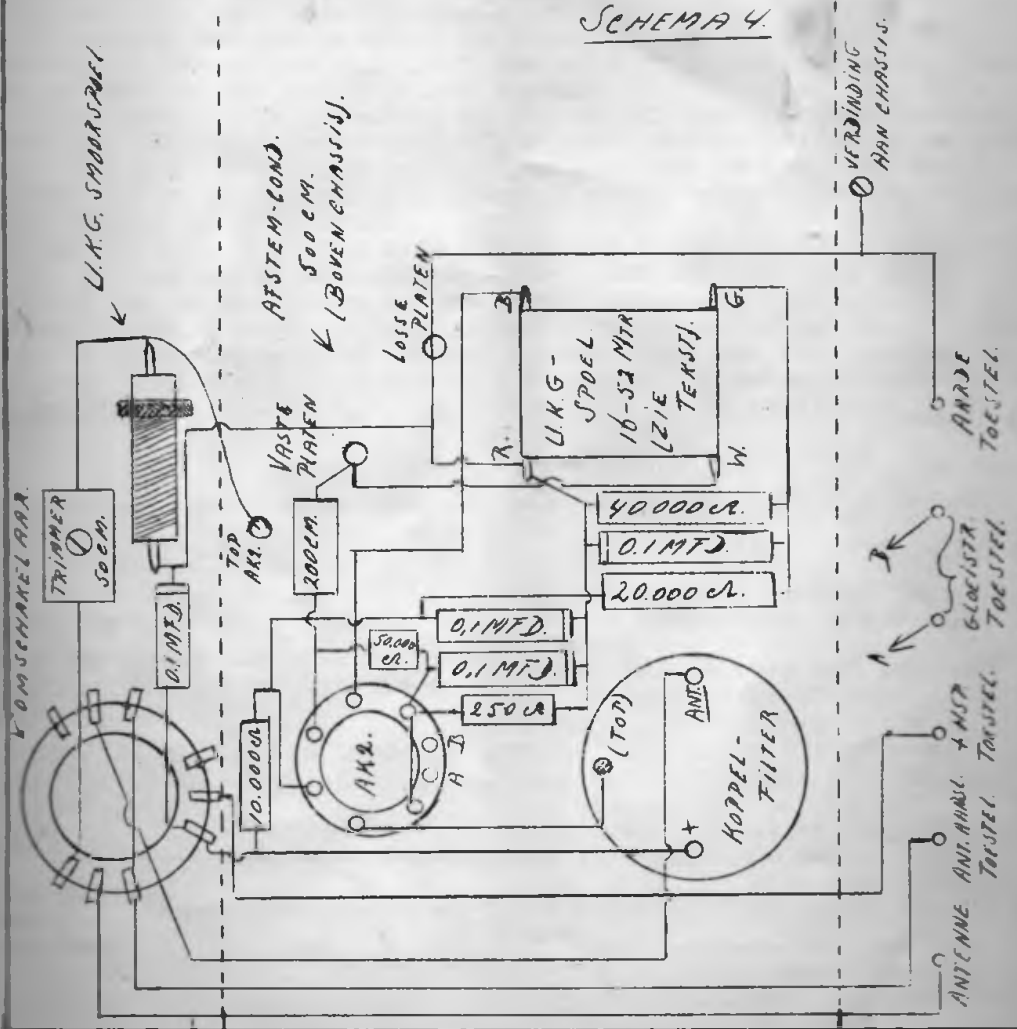 SCHEMA 4.
OMSCHAKELAAR.
U.K.G. SMOORSPOEL.
TRIMMER
50 CM.
0.1 MFD.
TOP
AK2.
AFSTEM-COND.
500 CM.
(BOVEN CHASSIS).
VASTE
PLATEN
LOSSE
PLATEN
200 CM.
10.000 Ω
50.000
Ω.
AK2.
A B
0,1 MFD.
0,1 MFD.
250 Ω
R. B.
U.K.G-
SPOEL
16-52 MTR
(ZIE
TEKST).
W. G.
40.000 Ω.
0.1 MFD.
20.000 Ω.
(TOP)
ANT.
+
KOPPEL-
FILTER
VERBINDING
AAN CHASSIS.
ANTENNE
ANT. AANSL.
TOESTEL.
+ HSP
TOESTEL.
A B
GLOEISTR.
TOESTEL.
AARDE
TOESTEL.